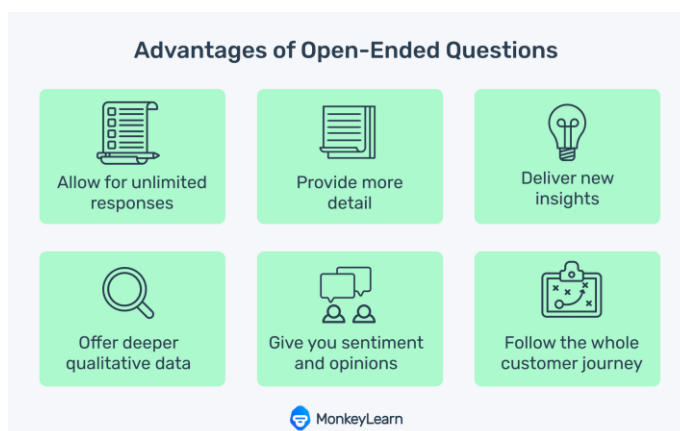 Advantages of Open-Ended Questions
Allow for unlimited
responses
Provide more
detail
Deliver new
insights
Offer deeper
qualitative data
Give you sentiment
and opinions
Follow the whole
customer journey
MonkeyLearn